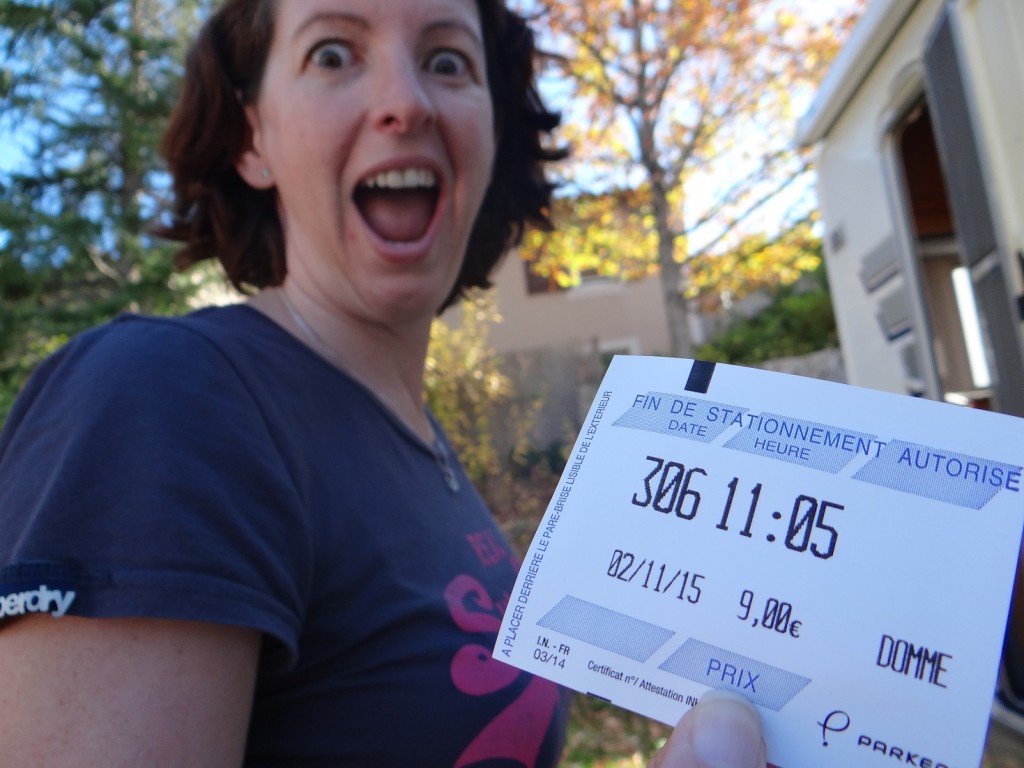 FIN DE STATIONNEMENT AUTORISE
DATE HEURE
306 11:05
02/11/15 9,00€
DOMME
PRIX
LN. - FR
03/14
Certificat n°/ Attestation
A PLACER DERRIERE LE PARE-BRISE LISIBLE DE L'EXTERIEUR
PARKE
perdry